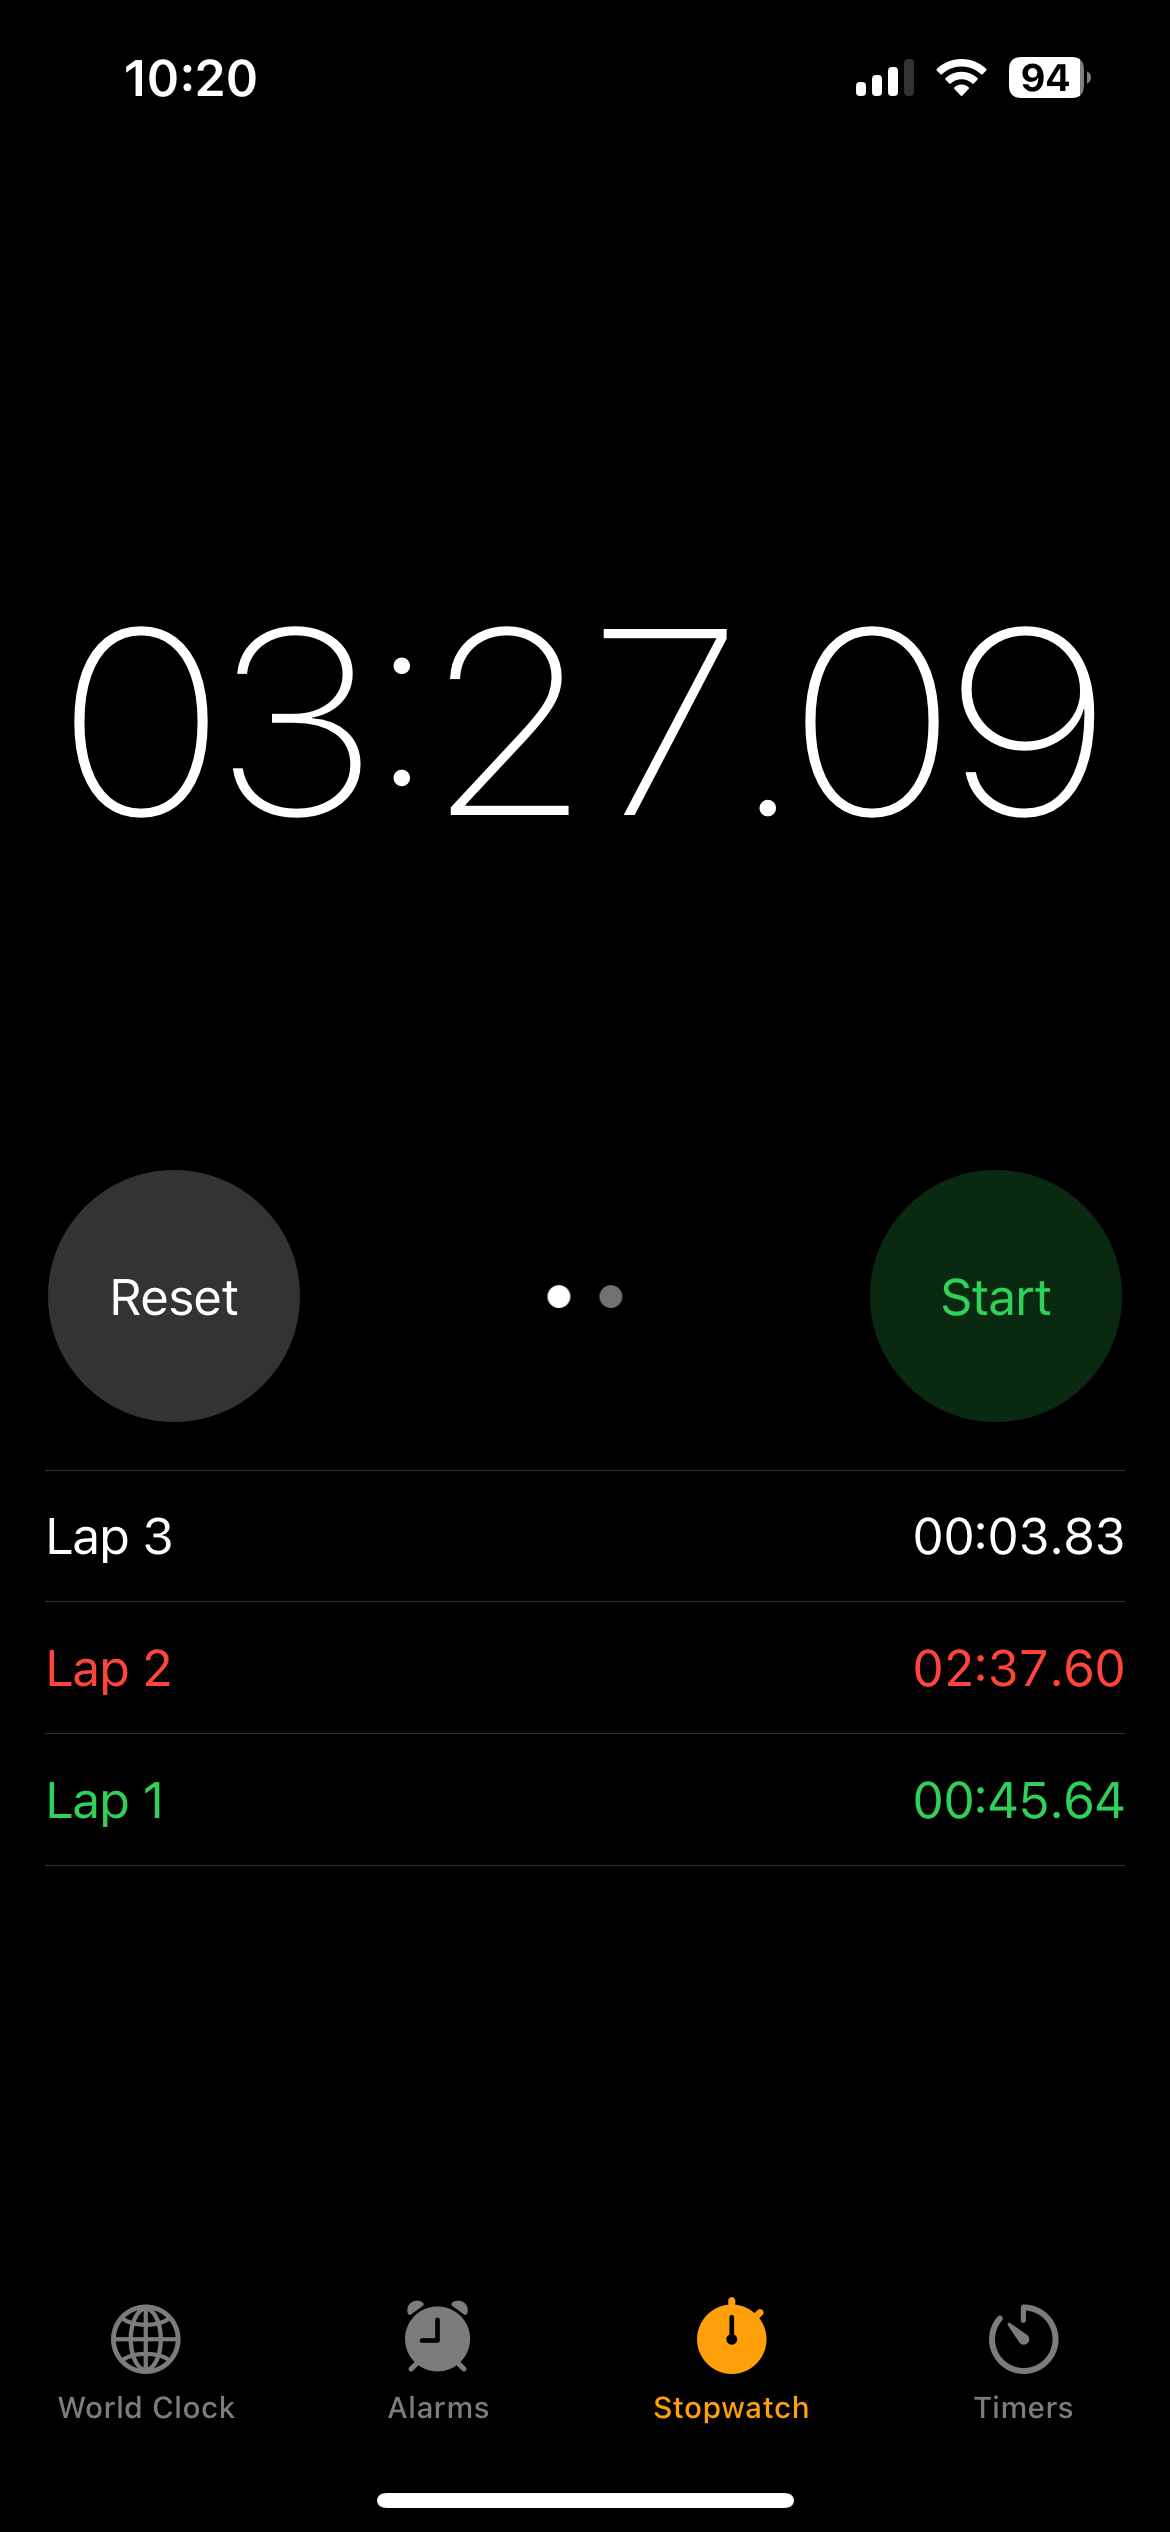 10:20
94
03:27.09
Reset
Start
Lap 3 00:03.83
Lap 2 02:37.60
Lap 1 00:45.64
World Clock
Alarms
Stopwatch
Timers